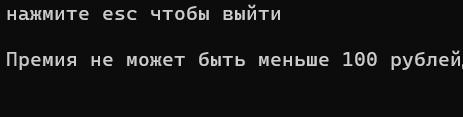 нажмите esc чтобы выйти
Премия не может быть меньше 100 рублей